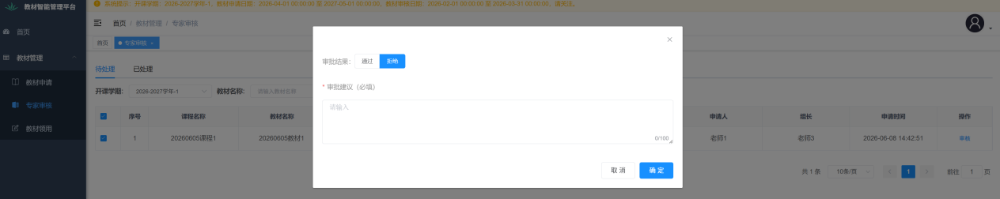 教材智能管理平台
系统提示：开课学期：2026-2027学年-1，教材申请日期：2026-04-01 00:00:00 至 2027-05-01 00:00:00，教材审核日期：2026-02-01 00:00:00 至 2026-03-31 00:00:00，请关注。
首页 / 教材管理 / 专家审核
首页
教材管理
教材申请
专家审核
教材领用
首页 专家审核 ×
待处理 已处理
开课学期： 2026-2027学年-1 教材名称： 请输入教材名称
序号 课程名称 教材名称 申请人 组长 申请时间 操作
1 20260605课程1 20260605教材1 老师1 老师3 2026-06-08 14:42:51 审核
共 1 条 10条/页 1 前往 1 页
审批结果： 通过 拒绝
* 审批建议（必填）
请输入
0/100
取 消 确 定